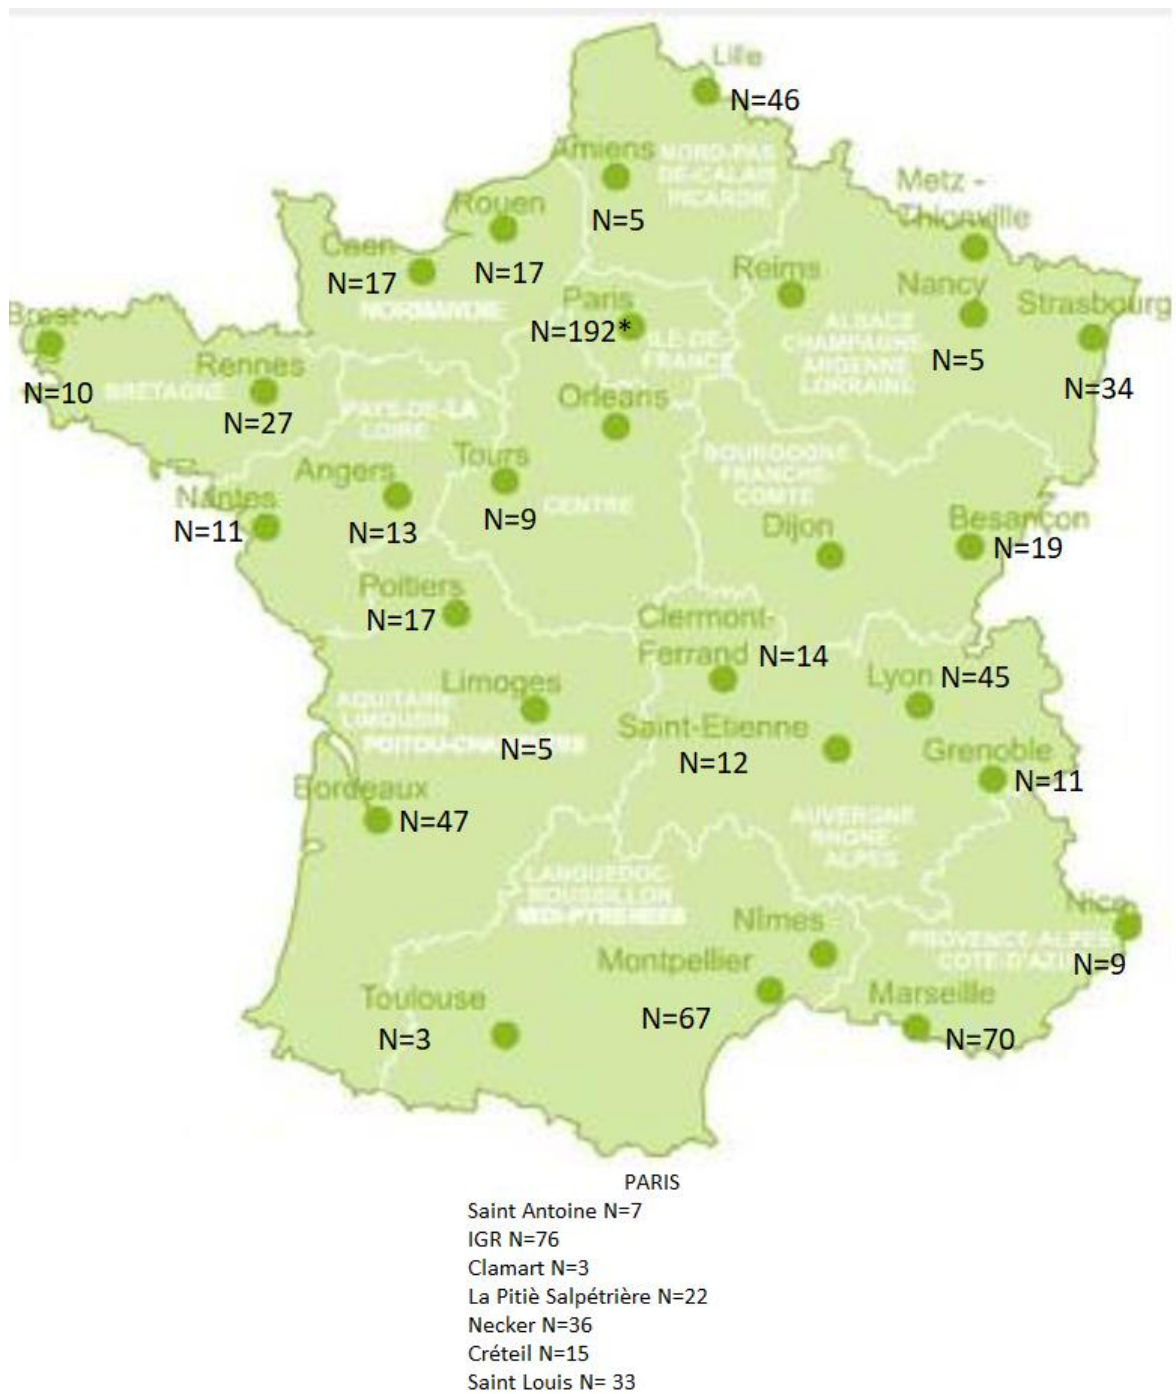 Lille
N=46
Amiens
NORD-PAS
DE-CALAIS
PICARDIE
N=5
Metz -
Thionville
Rouen
N=17
Caen
N=17
NORMANDIE
Reims
Nancy
N=5
Strasbourg
N=34
ALSACE
CHAMPAGNE
ARDENNE
LORRAINE
Paris
N=192*
ILE-DE-
FRANCE
Brest
N=10
BRETAGNE
Rennes
N=27
PAYS-DE-LA
LOIRE
Orleans
BOURGOGNE
FRANCHE-
COMTE
Angers
N=13
Tours
N=9
CENTRE
Nantes
N=11
Dijon
Besançon
N=19
Poitiers
N=17
Clermont-
Ferrand
N=14
Lyon
N=45
Limoges
N=5
AQUITAINE
LIMOUSIN
POITOU-CHARENTES
Saint-Etienne
N=12
Grenoble
N=11
Bordeaux
N=47
AUVERGNE
RHONE-
ALPES
LANGUEDOC-
ROUSSILLON
MIDI-PYRENEES
Nîmes
Nice
N=9
PROVENCE-ALPES
COTE-D'AZUR
Montpellier
N=67
Marseille
N=70
Toulouse
N=3
PARIS
Saint Antoine N=7
IGR N=76
Clamart N=3
La Pitiè Salpétrière N=22
Necker N=36
Créteil N=15
Saint Louis N= 33